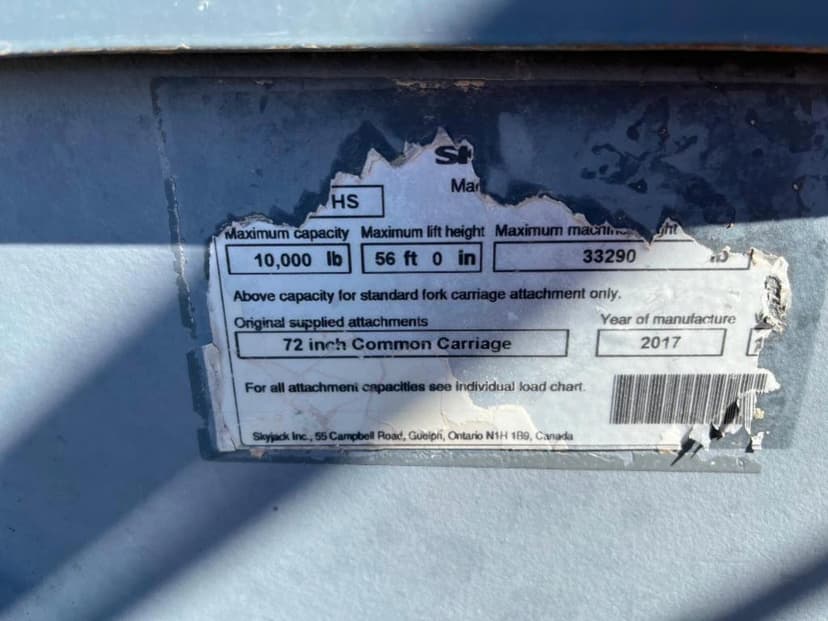 HS
Maximum capacity Maximum lift height Maximum
10,000 lb 56 ft 0 in 33290
Above capacity for standard fork carriage attachment only.
Original supplied attachments Year of manufacture
72 inch Common Carriage 2017
For all attachment capacities see individual load chart.
Skyjack Inc., 55 Campbell Road, Guelph, Ontario N1H 1B9, Canada